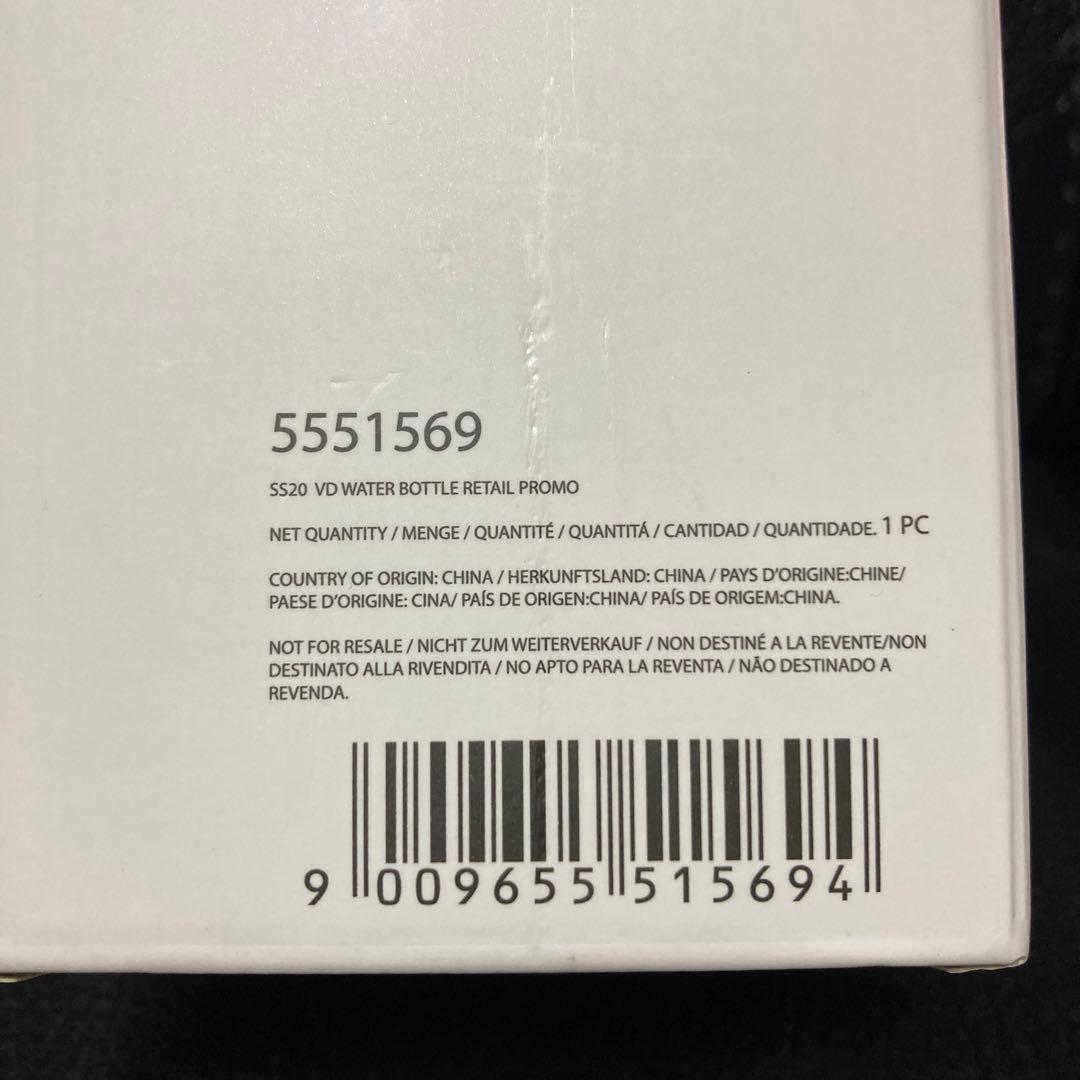 5551569
SS20 VD WATER BOTTLE RETAIL PROMO
NET QUANTITY / MENGE / QUANTITÉ / QUANTITÁ / CANTIDAD / QUANTIDADE. 1 PC
COUNTRY OF ORIGIN: CHINA / HERKUNFTSLAND: CHINA / PAYS D'ORIGINE:CHINE/
PAESE D'ORIGINE: CINA/ PAÍS DE ORIGEN:CHINA/ PAÍS DE ORIGEM:CHINA.
NOT FOR RESALE / NICHT ZUM WEITERVERKAUF / NON DESTINÉ A LA REVENTE/NON
DESTINATO ALLA RIVENDITA / NO APTO PARA LA REVENTA / NÃO DESTINADO A
REVENDA.
9 009655 515694